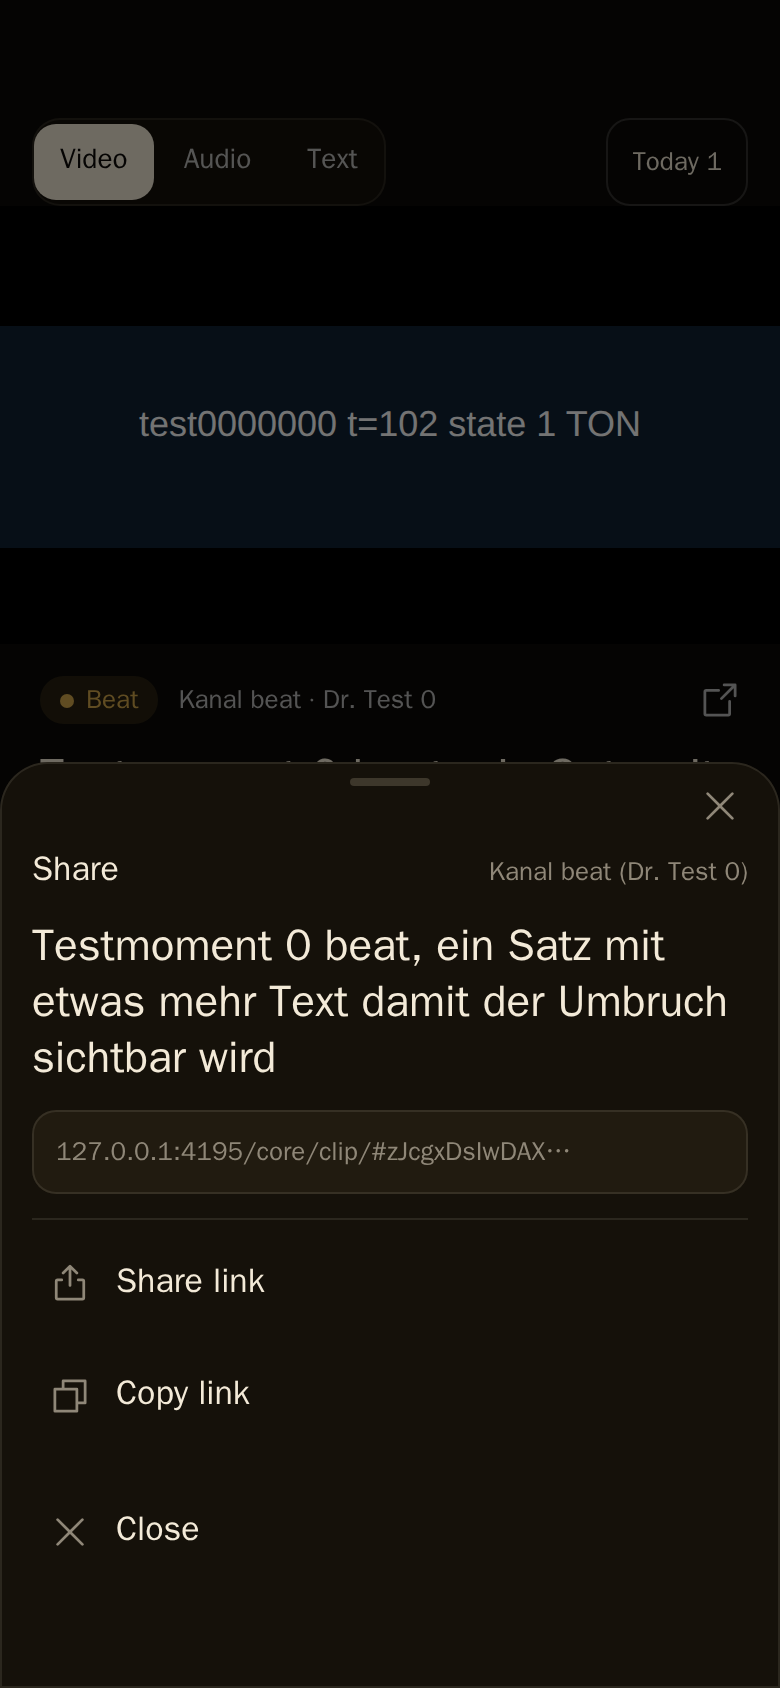 Video Audio Text Today 1
test0000000 t=102 state 1 TON
Beat Kanal beat · Dr. Test 0
Share Kanal beat (Dr. Test 0)
Testmoment 0 beat, ein Satz mit
etwas mehr Text damit der Umbruch
sichtbar wird
127.0.0.1:4195/core/clip/#zJcgxDsIwDAX···
Share link
Copy link
Close